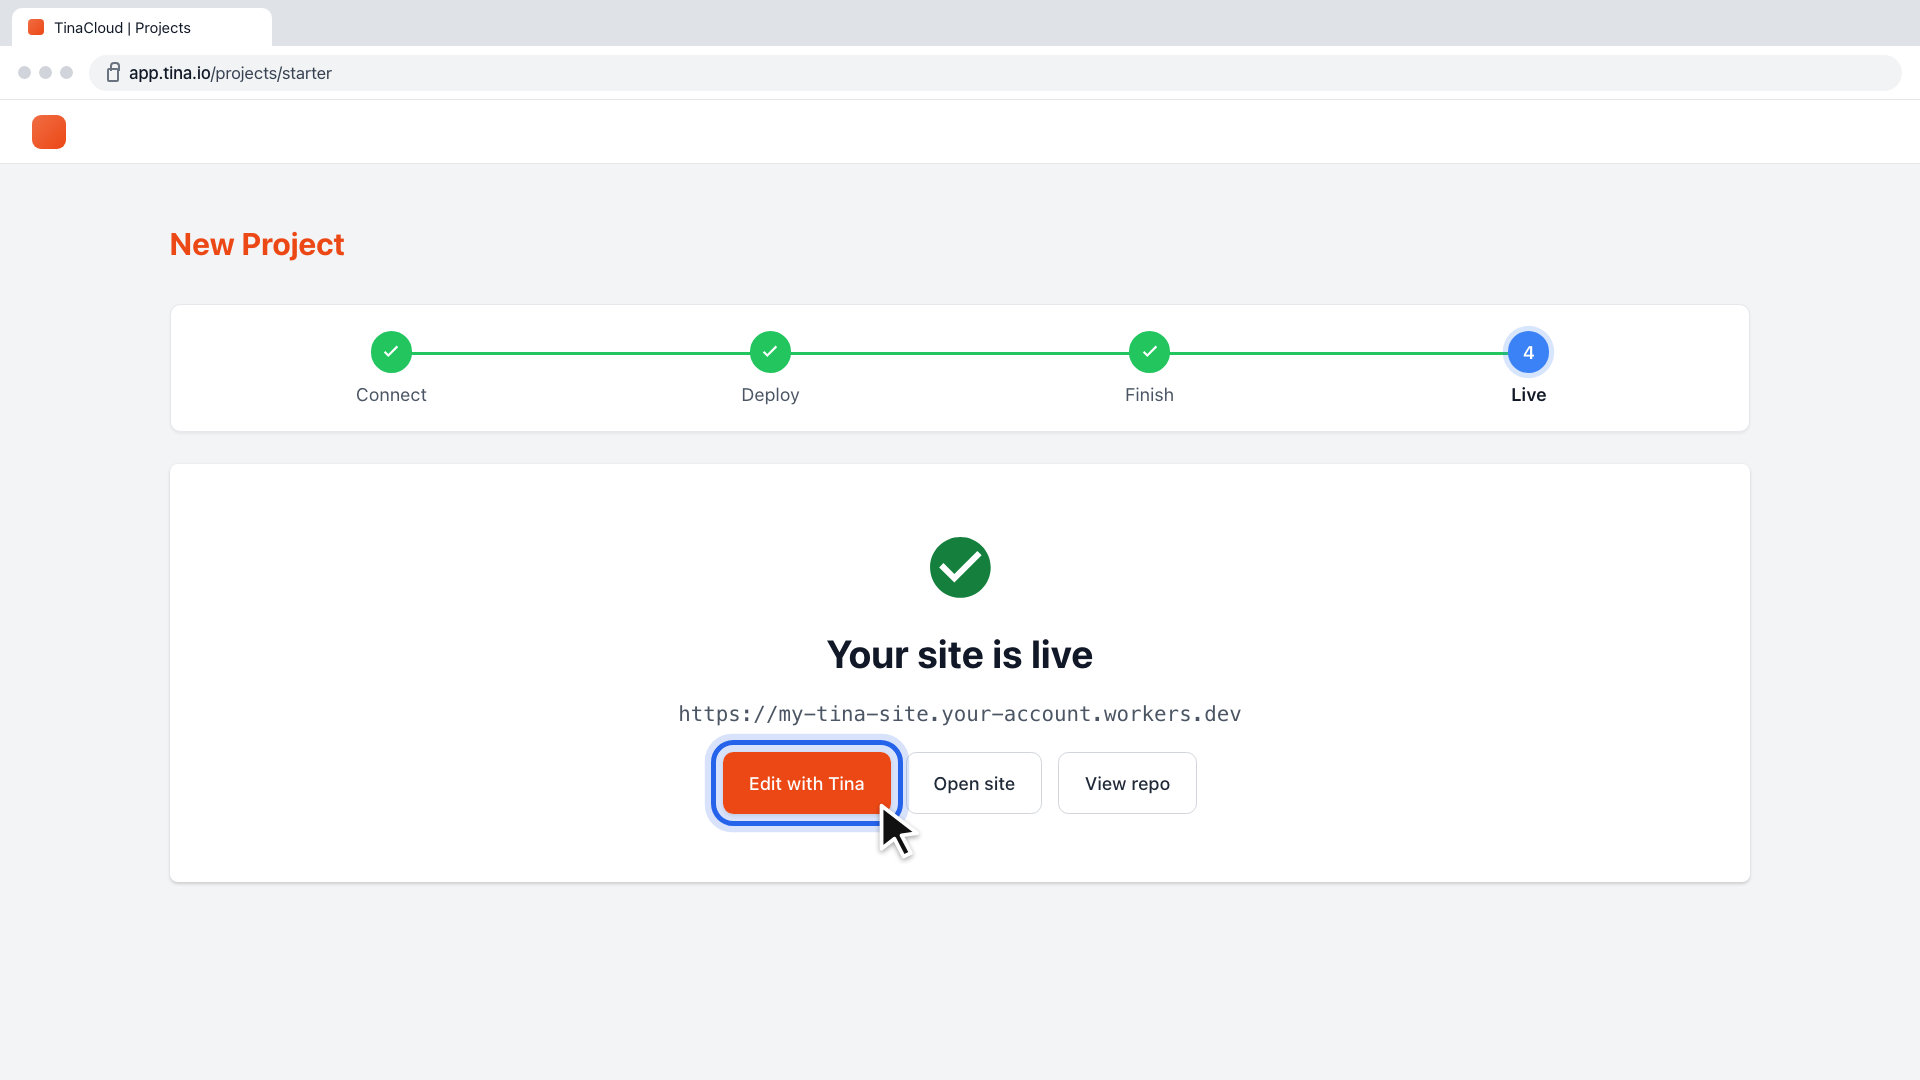 TinaCloud | Projects
app.tina.io/projects/starter
New Project
4
Connect
Deploy
Finish
Live
Your site is live
https://my-tina-site.your-account.workers.dev
Edit with Tina
Open site
View repo